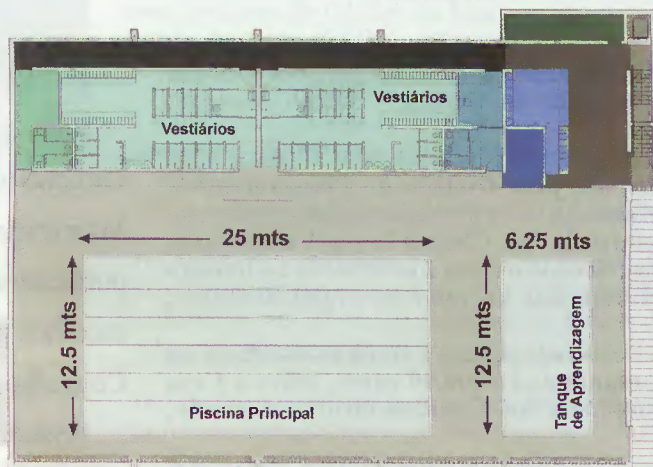 Vestiários
Vestiários
25 mts
6.25 mts
12.5 mts
12.5 mts
Piscina Principal
Tanque
de Aprendizagem